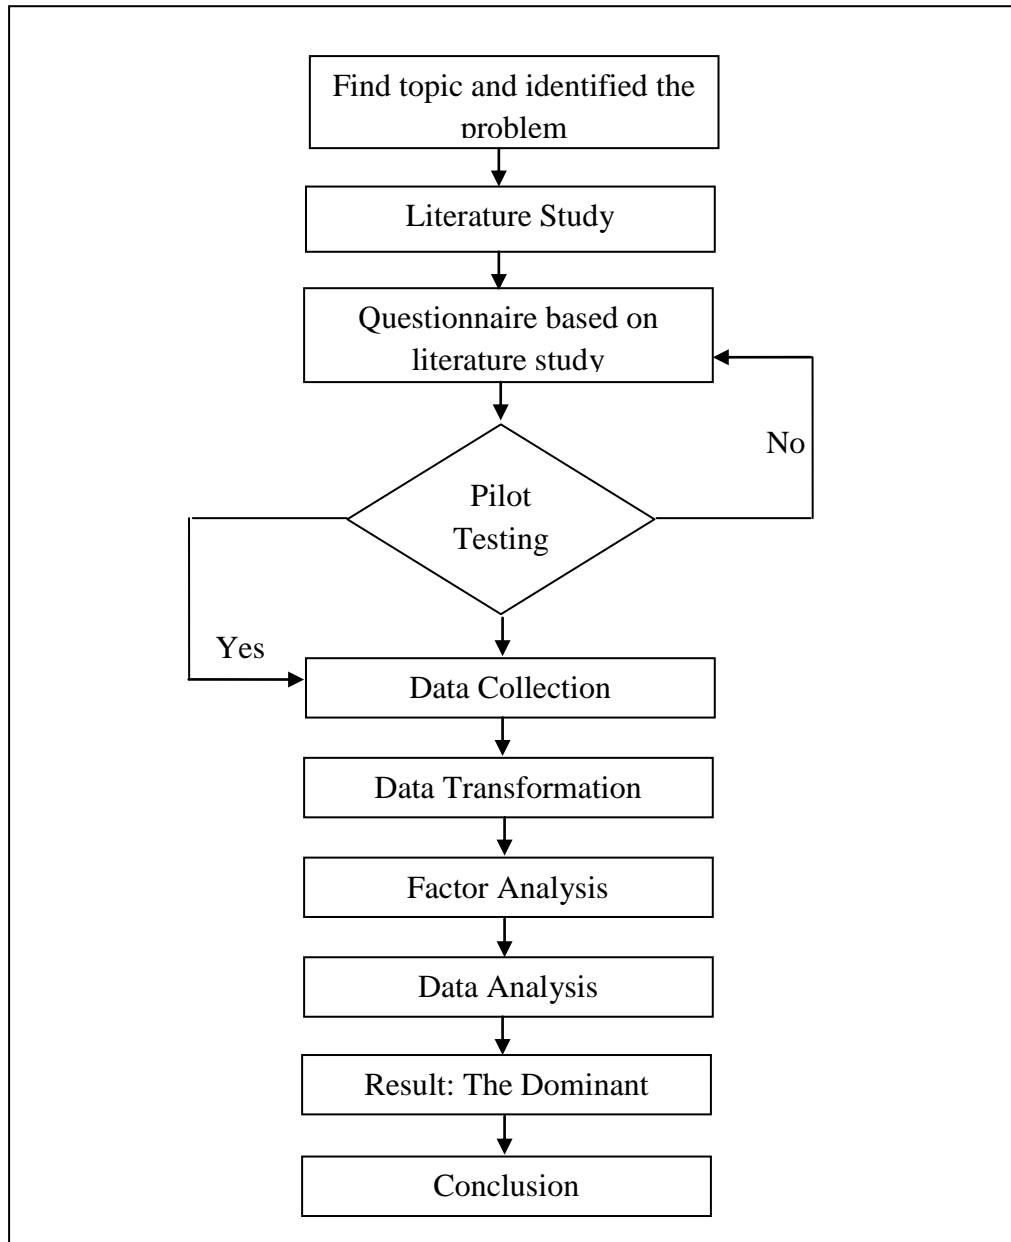 Find topic and identified the
problem
Literature Study
Questionnaire based on
literature study
No
Pilot
Testing
Yes
Data Collection
Data Transformation
Factor Analysis
Data Analysis
Result: The Dominant
Conclusion